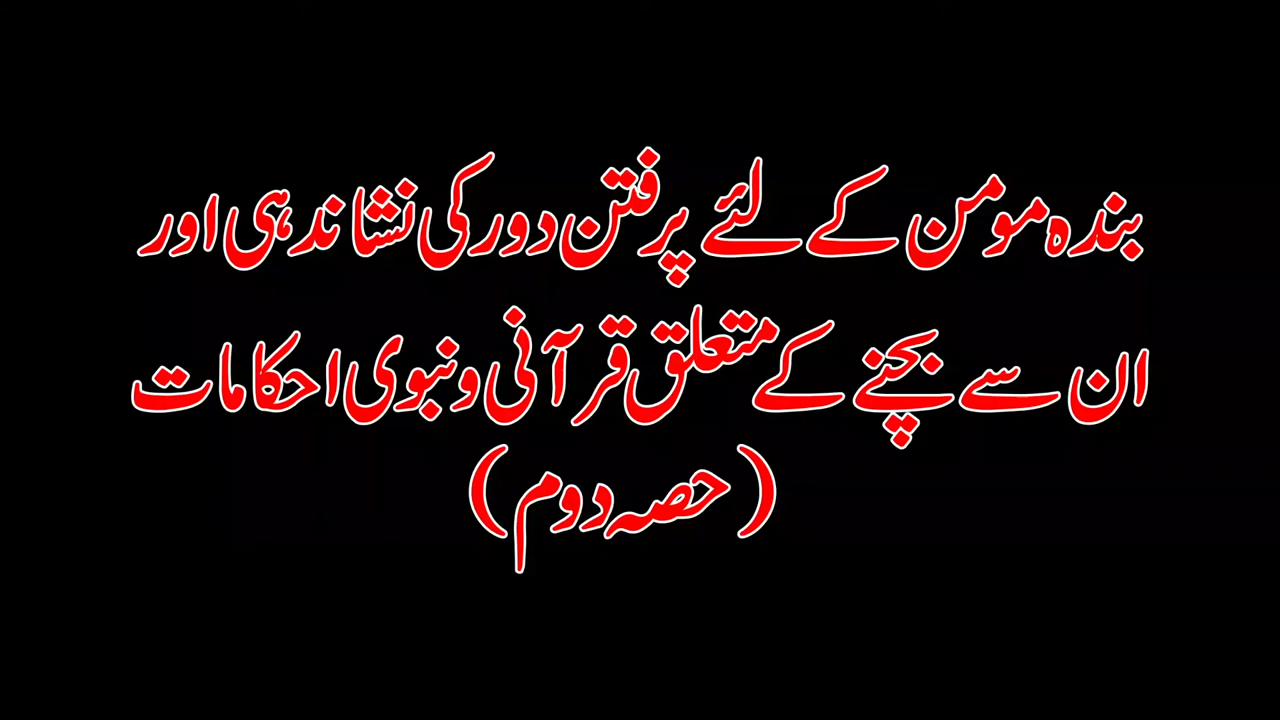 بندہ مومن کے لئے پرفتن دور کی نشاندہی اور
ان سے بچنے کے متعلق قرآنی و نبوی احکامات
(حصہ دوم)